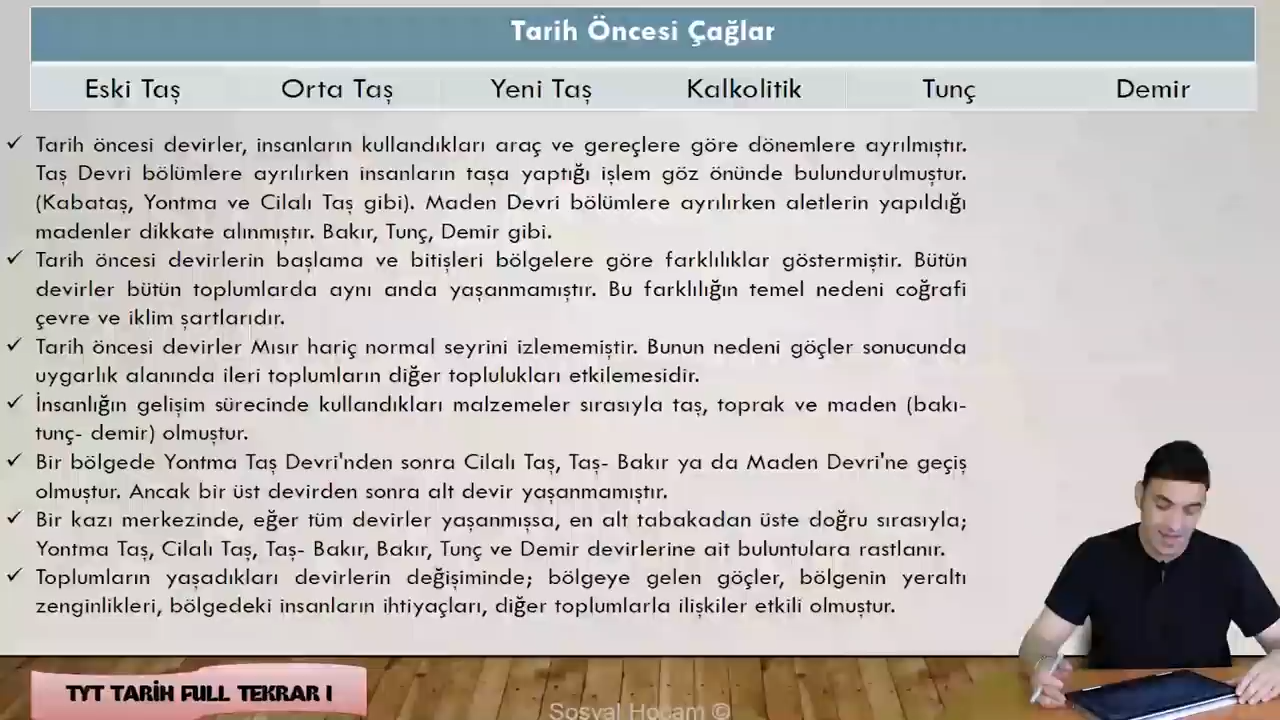 Tarih Öncesi Çağlar
Eski Taş Orta Taş Yeni Taş Kalkolitik Tunç Demir
✓ Tarih öncesi devirler, insanların kullandıkları araç ve gereçlere göre dönemlere ayrılmıştır.
Taş Devri bölümlere ayrılırken insanların taşa yaptığı işlem göz önünde bulundurulmuştur.
(Kabataş, Yontma ve Cilalı Taş gibi). Maden Devri bölümlere ayrılırken aletlerin yapıldığı
madenler dikkate alınmıştır. Bakır, Tunç, Demir gibi.
✓ Tarih öncesi devirlerin başlama ve bitişleri bölgelere göre farklılıklar göstermiştir. Bütün
devirler bütün toplumlarda aynı anda yaşanmamıştır. Bu farklılığın temel nedeni coğrafi
çevre ve iklim şartlarıdır.
✓ Tarih öncesi devirler Mısır hariç normal seyrini izlememiştir. Bunun nedeni göçler sonucunda
uygarlık alanında ileri toplumların diğer toplulukları etkilemesidir.
✓ İnsanlığın gelişim sürecinde kullandıkları malzemeler sırasıyla taş, toprak ve maden (bakı-
tunç- demir) olmuştur.
✓ Bir bölgede Yontma Taş Devri'nden sonra Cilalı Taş, Taş- Bakır ya da Maden Devri'ne geçiş
olmuştur. Ancak bir üst devirden sonra alt devir yaşanmamıştır.
✓ Bir kazı merkezinde, eğer tüm devirler yaşanmışsa, en alt tabakadan üste doğru sırasıyla;
Yontma Taş, Cilalı Taş, Taş- Bakır, Bakır, Tunç ve Demir devirlerine ait buluntulara rastlanır.
✓ Toplumların yaşadıkları devirlerin değişiminde; bölgeye gelen göçler, bölgenin yeraltı
zenginlikleri, bölgedeki insanların ihtiyaçları, diğer toplumlarla ilişkiler etkili olmuştur.
TYT TARİH FULL TEKRAR I
Sosyal Hocam ©